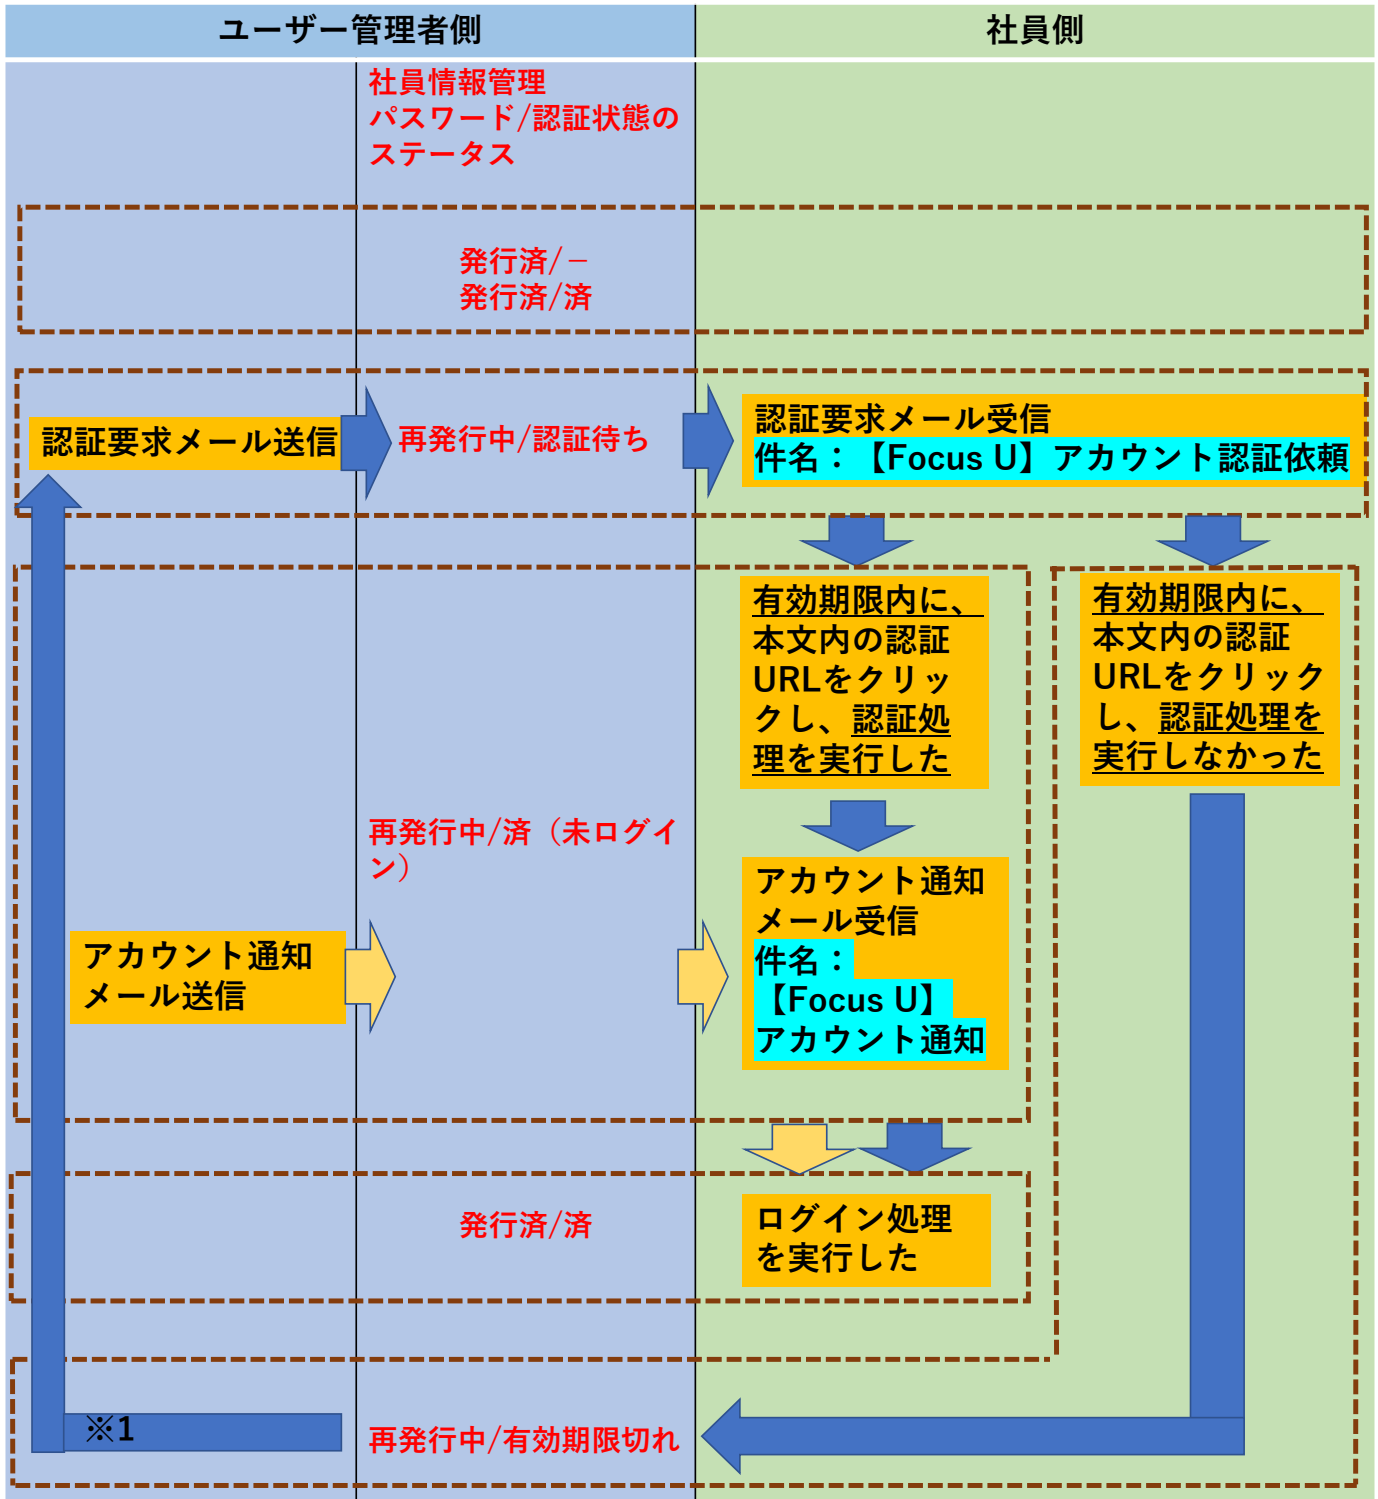 ユーザー管理者側
社員側
社員情報管理
パスワード/認証状態の
ステータス
発行済/－
発行済/済
認証要求メール送信
再発行中/認証待ち
認証要求メール受信
件名：【Focus U】アカウント認証依頼
有効期限内に、
本文内の認証
URLをクリッ
クし、認証処
理を実行した
有効期限内に、
本文内の認証
URLをクリック
し、認証処理を
実行しなかった
再発行中/済（未ログイ
ン）
アカウント通知
メール送信
アカウント通知
メール受信
件名：
【Focus U】
アカウント通知
発行済/済
ログイン処理
を実行した
※1
再発行中/有効期限切れ